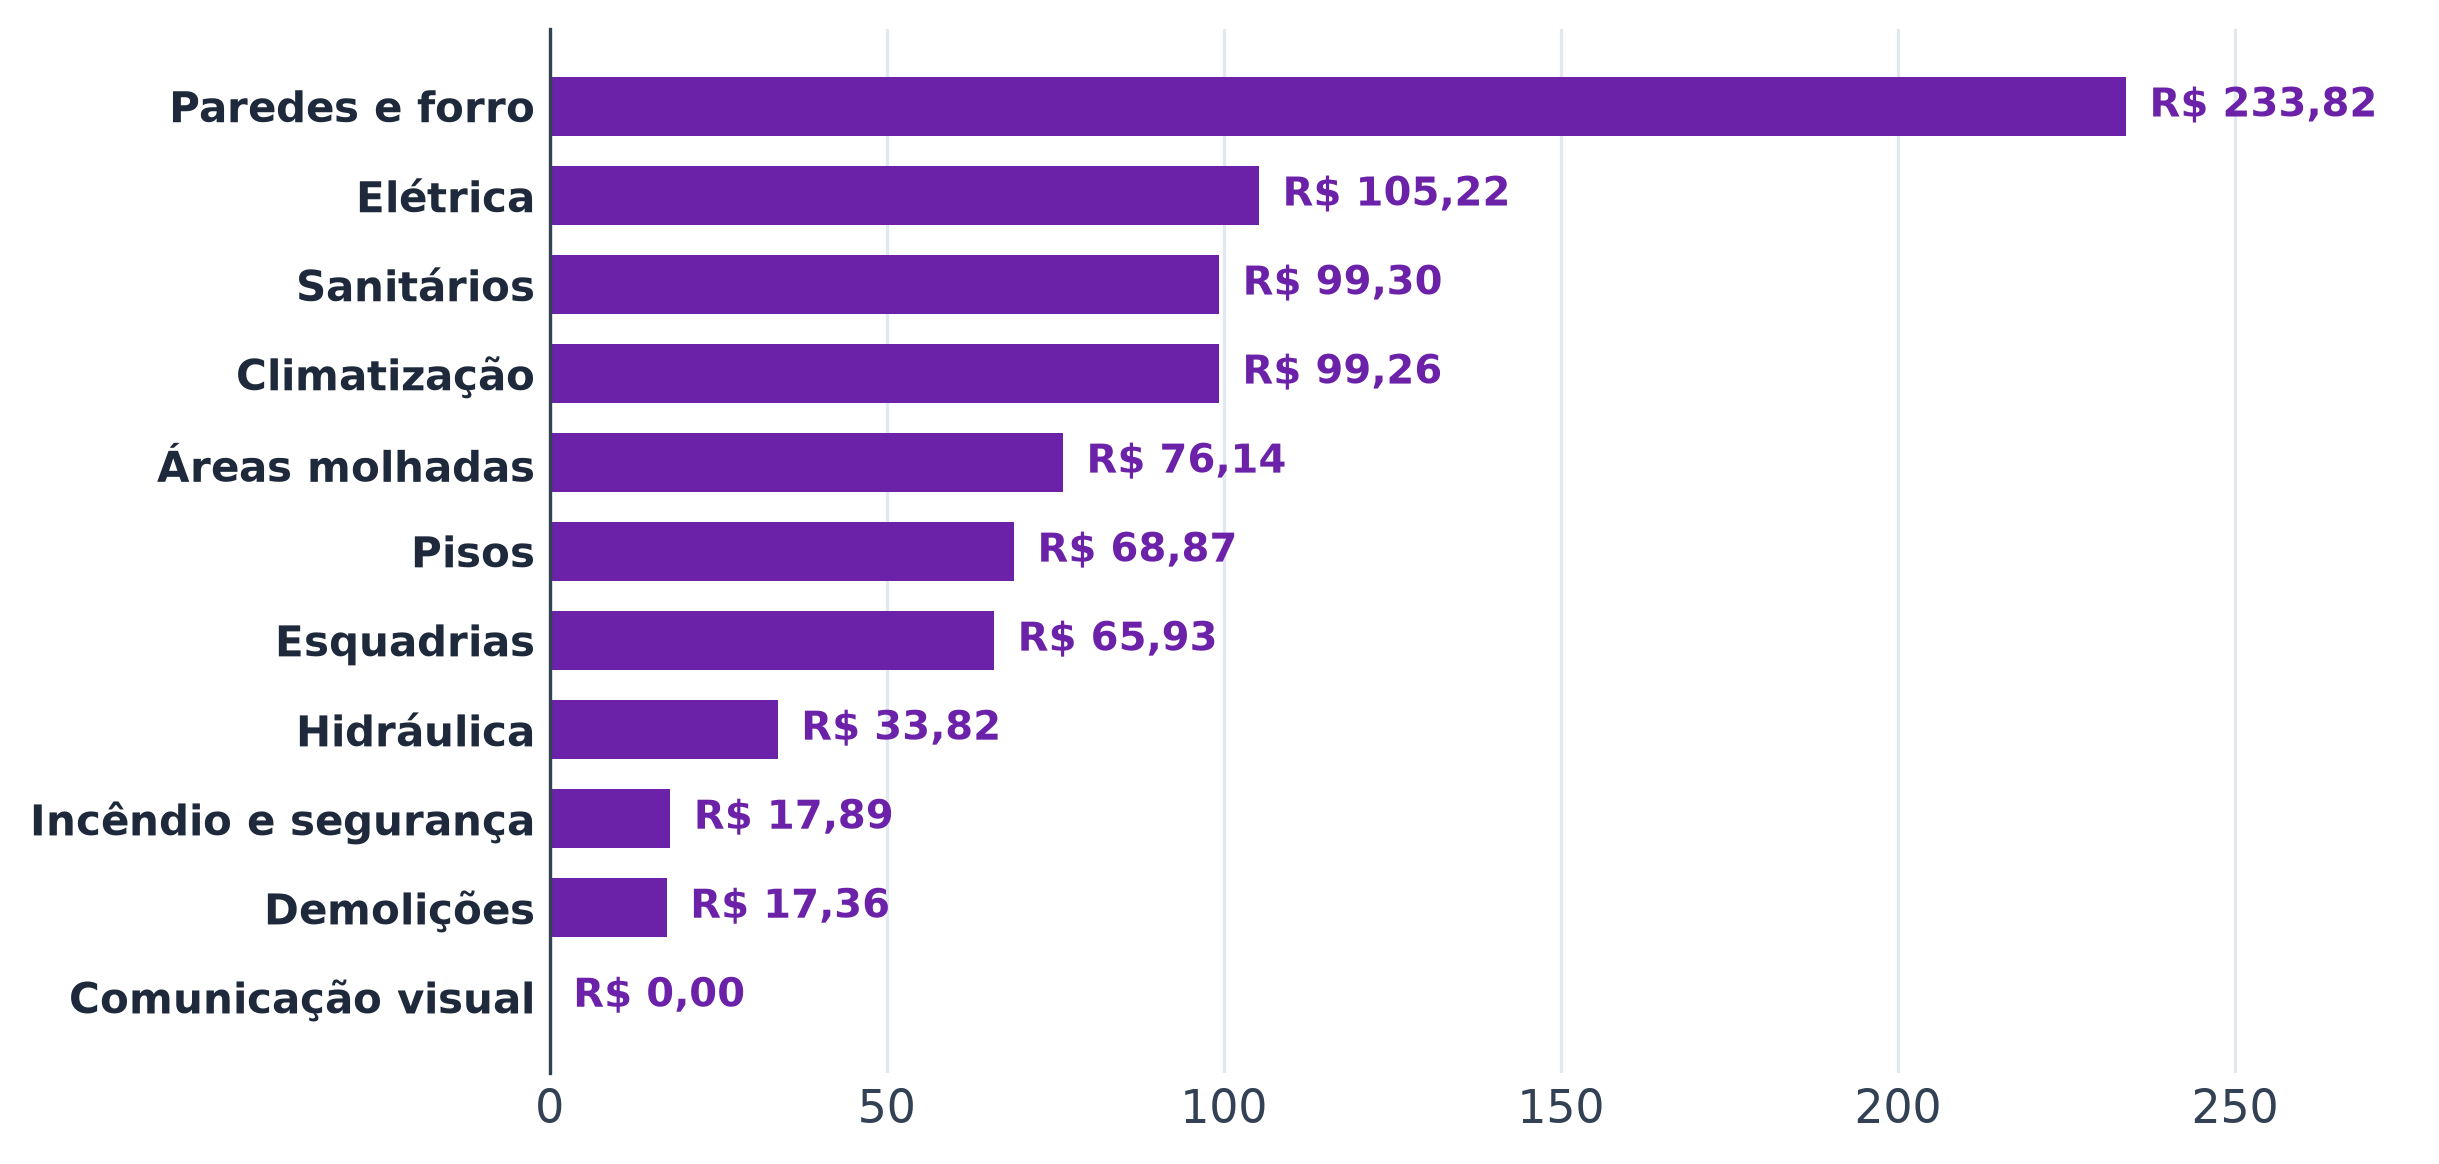 Paredes e forro R$ 233,82
Elétrica R$ 105,22
Sanitários R$ 99,30
Climatização R$ 99,26
Áreas molhadas R$ 76,14
Pisos R$ 68,87
Esquadrias R$ 65,93
Hidráulica R$ 33,82
Incêndio e segurança R$ 17,89
Demolições R$ 17,36
Comunicação visual R$ 0,00
0 50 100 150 200 250